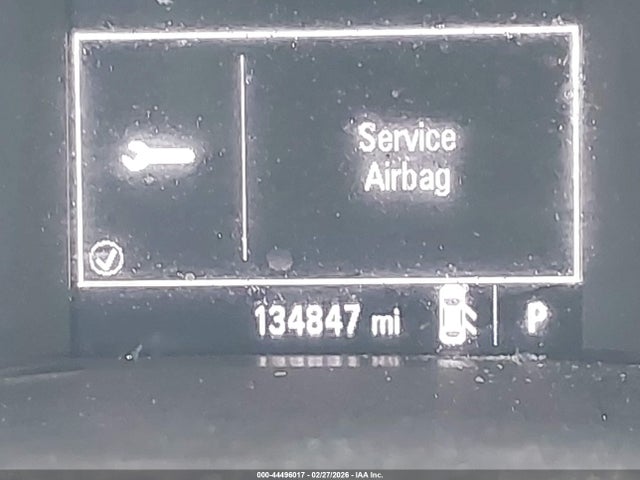 Service
Airbag
134847 mi
P
000-44496017 - 02/27/2026 - IAA Inc.